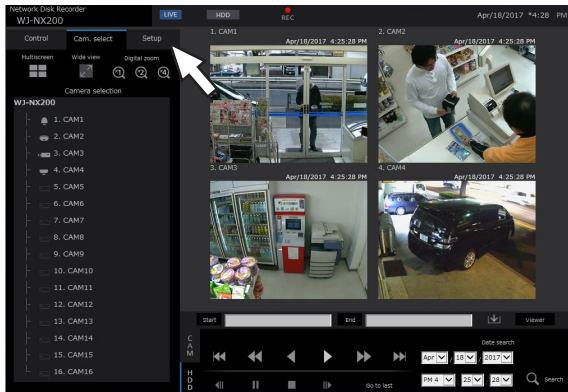 Network Disk Recorder
WJ-NX200
LIVE
HDD
REC
Apr/18/2017 *4:28 PM
Control
Cam. select
Setup
Multiscreen
Wide view
Digital zoom
x1
x2
x4
Camera selection
WJ-NX200
1. CAM1
2. CAM2
3. CAM3
4. CAM4
5. CAM5
6. CAM6
7. CAM7
8. CAM8
9. CAM9
10. CAM10
11. CAM11
12. CAM12
13. CAM13
14. CAM14
15. CAM15
16. CAM16
1. CAM1
Apr/18/2017 4:25:28 PM
2. CAM2
Apr/18/2017 4:25:28 PM
3. CAM3
Apr/18/2017 4:25:28 PM
4. CAM4
Apr/18/2017 4:25:28 PM
Start
End
Viewer
CAM
HDD
Date search
Apr / 18 / 2017
PM 4 : 25 : 28
Go to last
Search